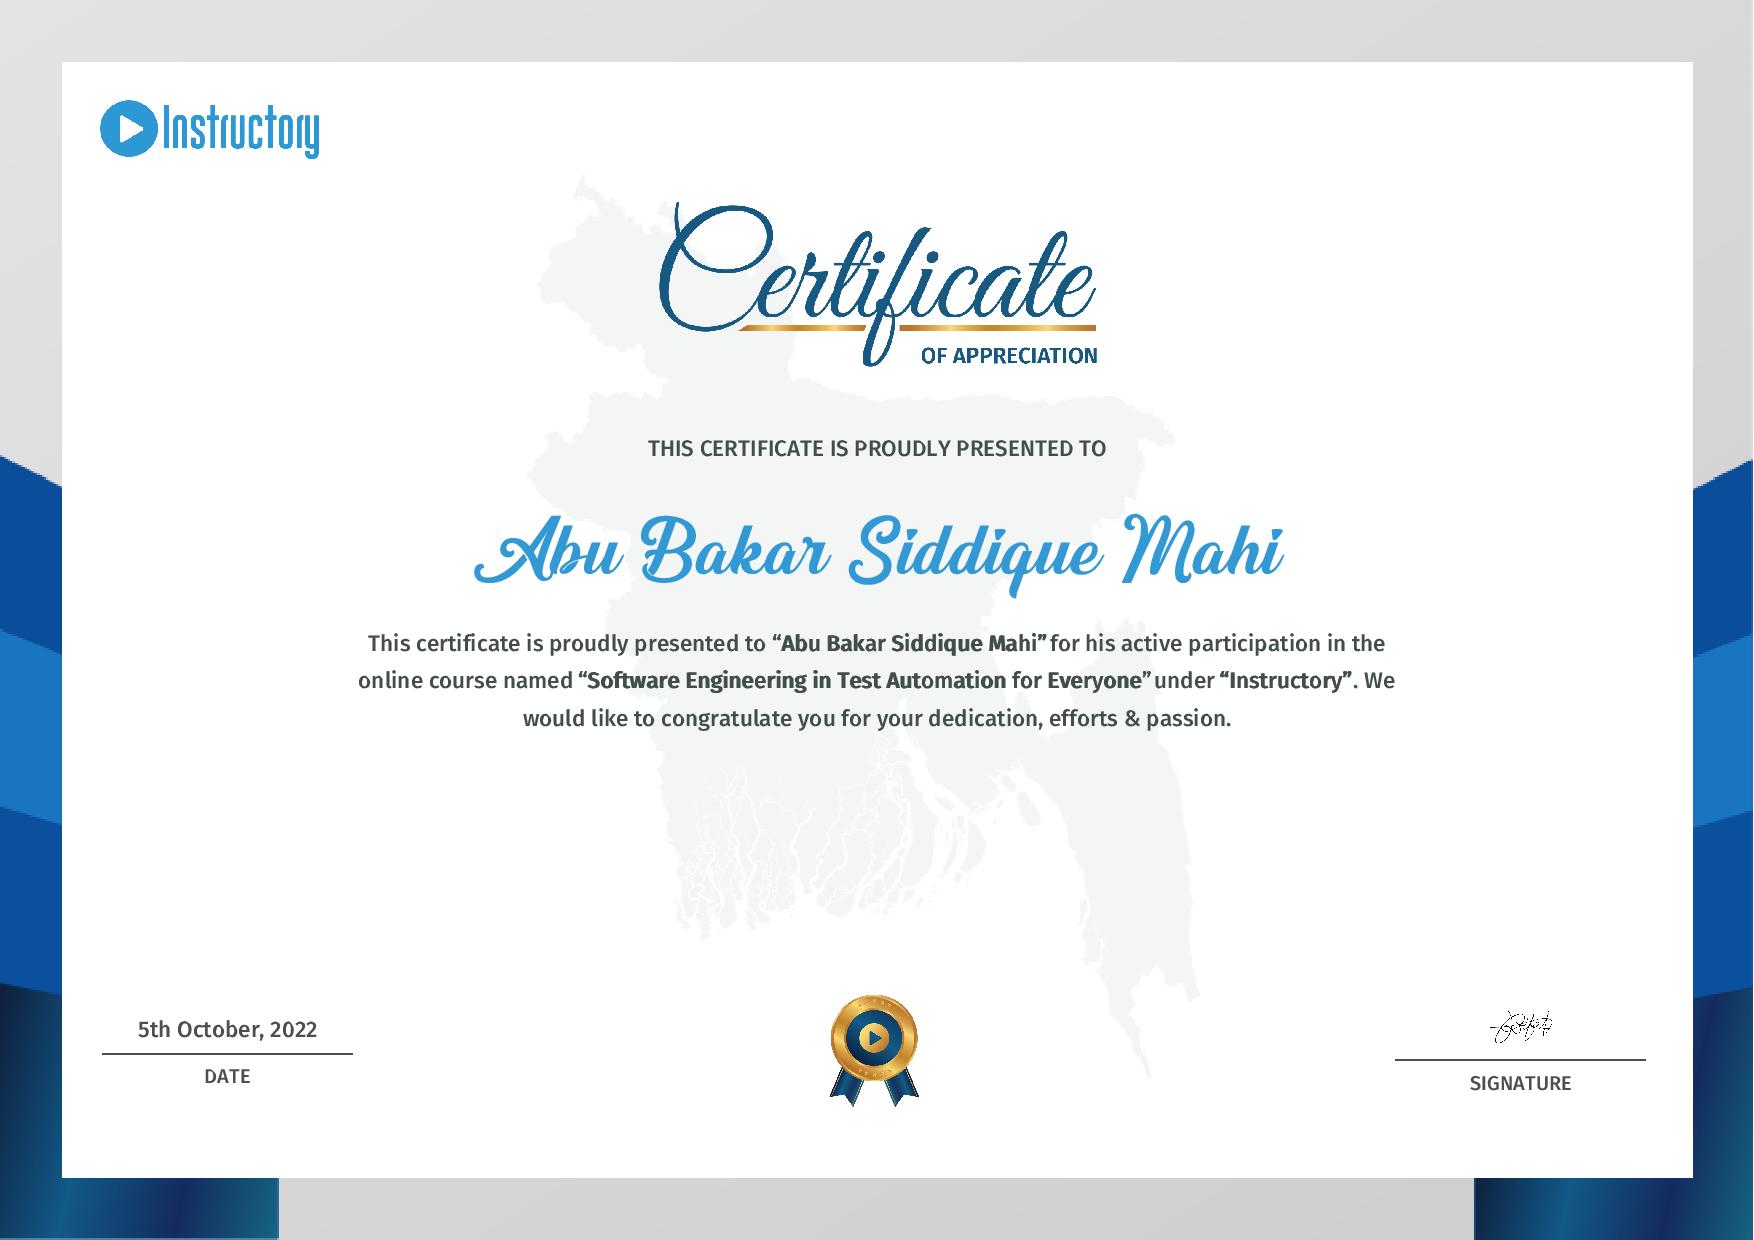 Instructory
Certificate
OF APPRECIATION
THIS CERTIFICATE IS PROUDLY PRESENTED TO
Abu Bakar Siddique Mahi
This certificate is proudly presented to “Abu Bakar Siddique Mahi” for his active participation in the
online course named “Software Engineering in Test Automation for Everyone” under “Instructory”. We
would like to congratulate you for your dedication, efforts & passion.
5th October, 2022
DATE
SIGNATURE